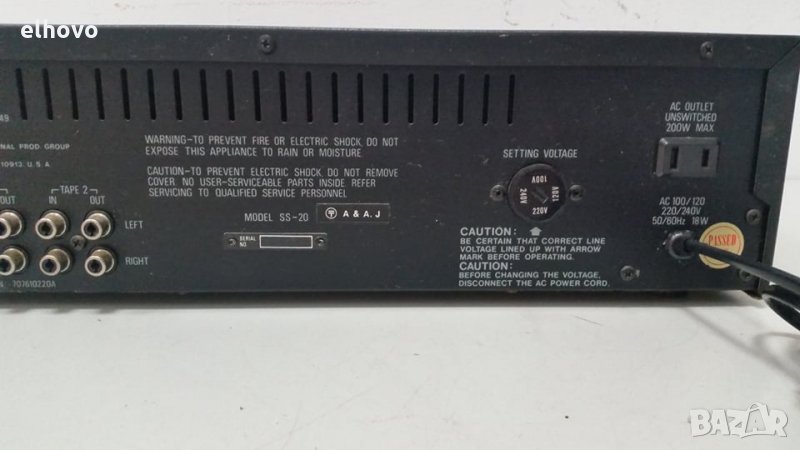 elhovo
49
NAL PROD GROUP
10913. U. S A
WARNING-TO PREVENT FIRE OR ELECTRIC SHOCK, DO NOT
EXPOSE THIS APPLIANCE TO RAIN OR MOISTURE
CAUTION-TO PREVENT ELECTRIC SHOCK, DO NOT REMOVE
COVER. NO USER-SERVICEABLE PARTS INSIDE. REFER
SERVICING TO QUALIFIED SERVICE PERSONNEL
MODEL SS-20
A & A. J
SERIAL
NO.
OUT
TAPE 2
IN
OUT
LEFT
RIGHT
707610220A
SETTING VOLTAGE
100V
120V
220V
240V
CAUTION:
BE CERTAIN THAT CORRECT LINE
VOLTAGE LINED UP WITH ARROW
MARK BEFORE OPERATING.
CAUTION:
BEFORE CHANGING THE VOLTAGE,
DISCONNECT THE AC POWER CORD.
AC OUTLET
UNSWITCHED
200W MAX
AC 100/120
220/240V
50/60Hz 18W
PASSED
BAZAR